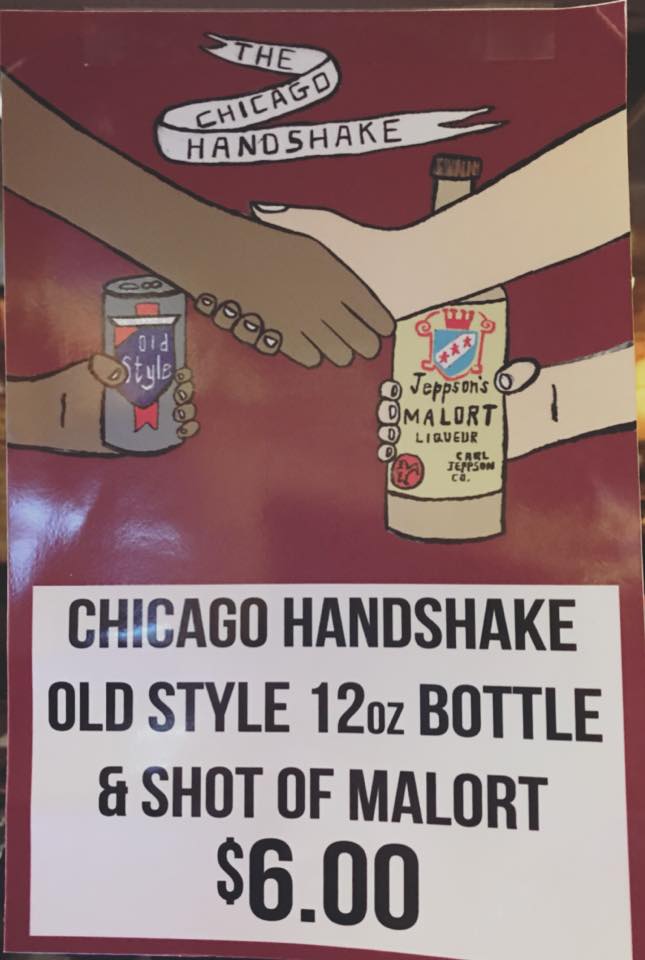 THE
CHICAGO
HANDSHAKE
Old
Style
Jeppson's
MALORT
LIQUEUR
CARL
JEPPSON
CO.
CHICAGO HANDSHAKE
OLD STYLE 12oz BOTTLE
& SHOT OF MALORT
$6.00